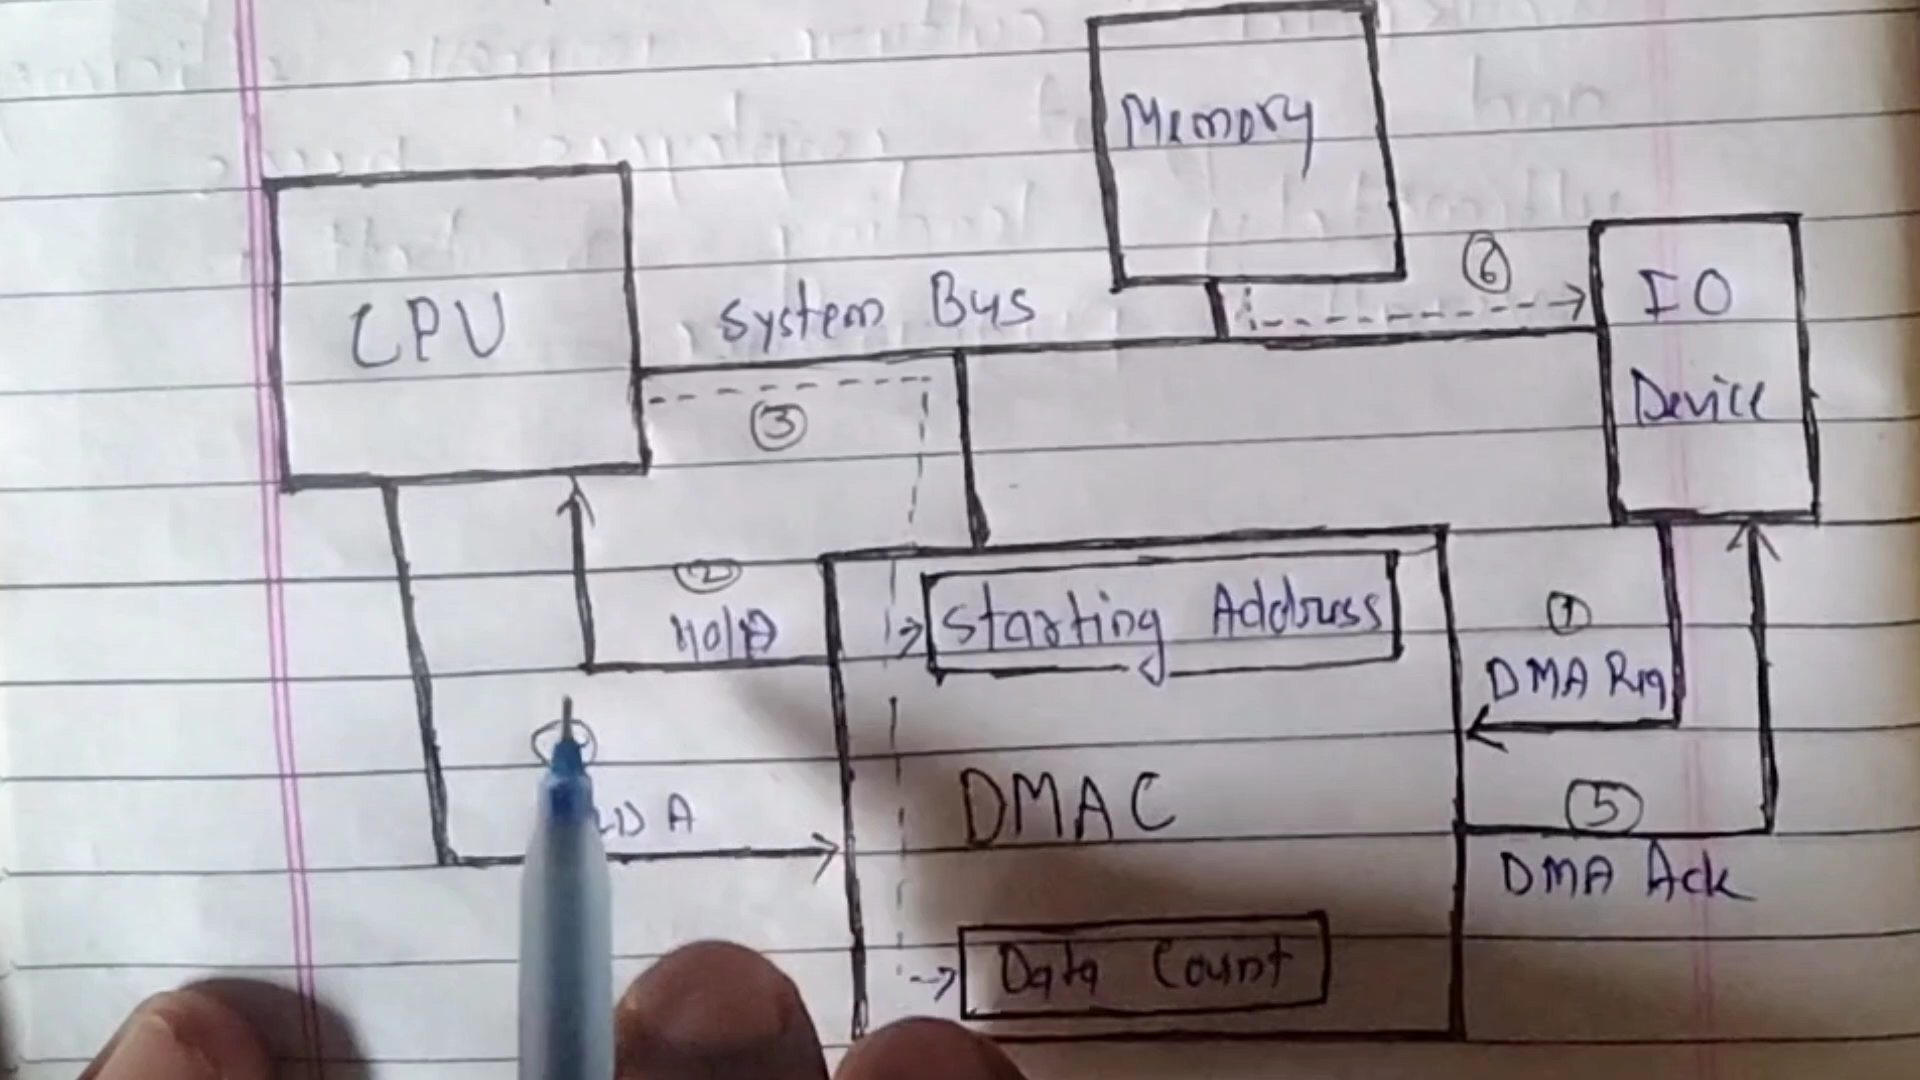 Memory
CPU
System Bus
6
IO
Device
3
2
Hold
Starting Address
1
DMA Rrq
DMAC
5
DMA Ack
Data Count